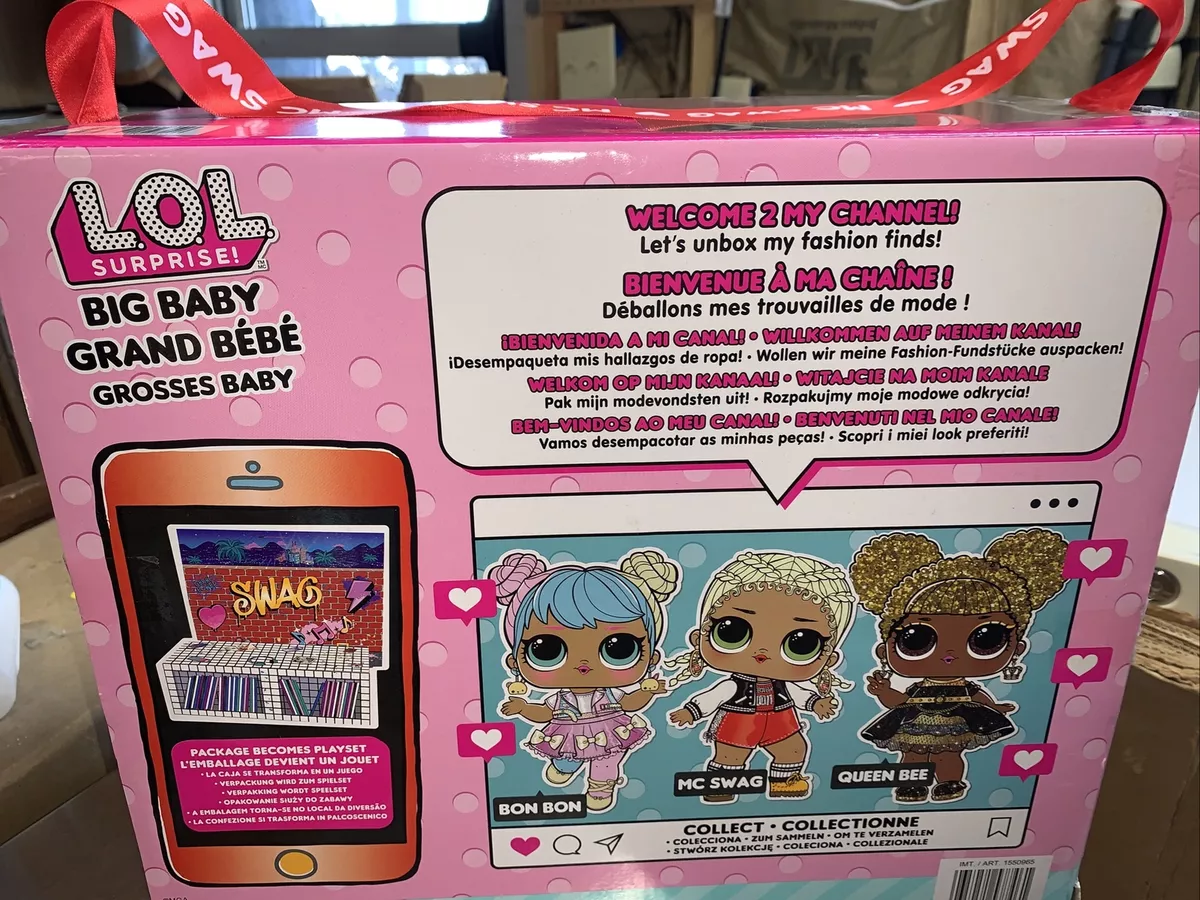 SWAG
SWAG
MC SWAG
L.O.L.
SURPRISE!
BIG BABY
GRAND BÉBÉ
GROSSES BABY
WELCOME 2 MY CHANNEL!
Let's unbox my fashion finds!
BIENVENUE À MA CHAÎNE !
Déballons mes trouvailles de mode !
¡BIENVENIDA A MI CANAL! • WILLKOMMEN AUF MEINEM KANAL!
¡Desempaqueta mis hallazgos de ropa! • Wollen wir meine Fashion-Fundstücke auspacken!
WELKOM OP MIJN KANAAL! • WITAJCIE NA MOIM KANALE
Pak mijn modevondsten uit! • Rozpakujmy moje modowe odkrycia!
BEM-VINDOS AO MEU CANAL! • BENVENUTI NEL MIO CANALE!
Vamos desempacotar as minhas peças! • Scopri i miei look preferiti!
SWAG
PACKAGE BECOMES PLAYSET
L'EMBALLAGE DEVIENT UN JOUET
• LA CAJA SE TRANSFORMA EN UN JUEGO
• VERPACKUNG WIRD ZUM SPIELSET
• VERPAKKING WORDT SPEELSET
• OPAKOWANIE SŁUŻY DO ZABAWY
• A EMBALAGEM TORNA-SE NO LOCAL DA DIVERSÃO
• LA CONFEZIONE SI TRASFORMA IN PALCOSCENICO
BON BON
MC SWAG
QUEEN BEE
COLLECT • COLLECTIONNE
• COLECCIONA • ZUM SAMMELN • OM TE VERZAMELEN
• STWÓRZ KOLEKCJĘ • COLECIONA • COLLEZIONALE
IMT. / ART. 1550965